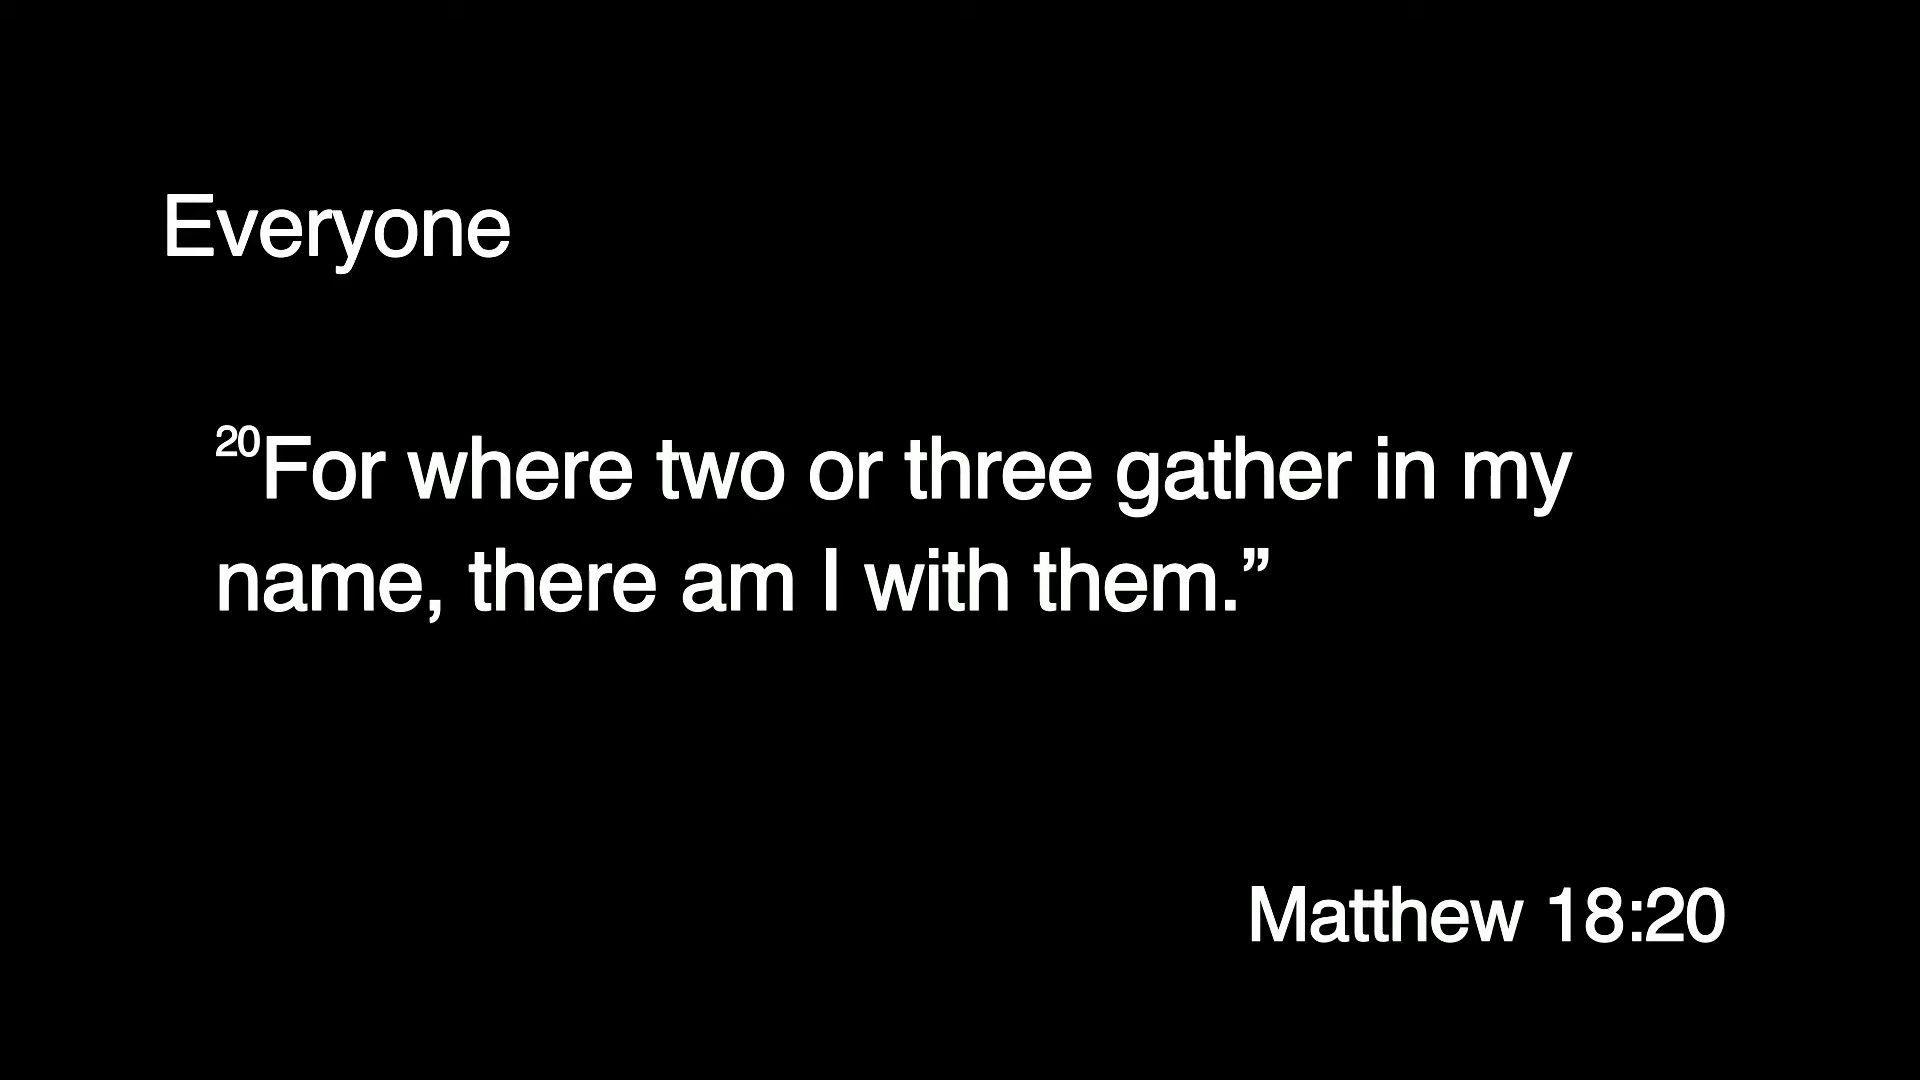 Everyone
20For where two or three gather in my
name, there am I with them.”
Matthew 18:20